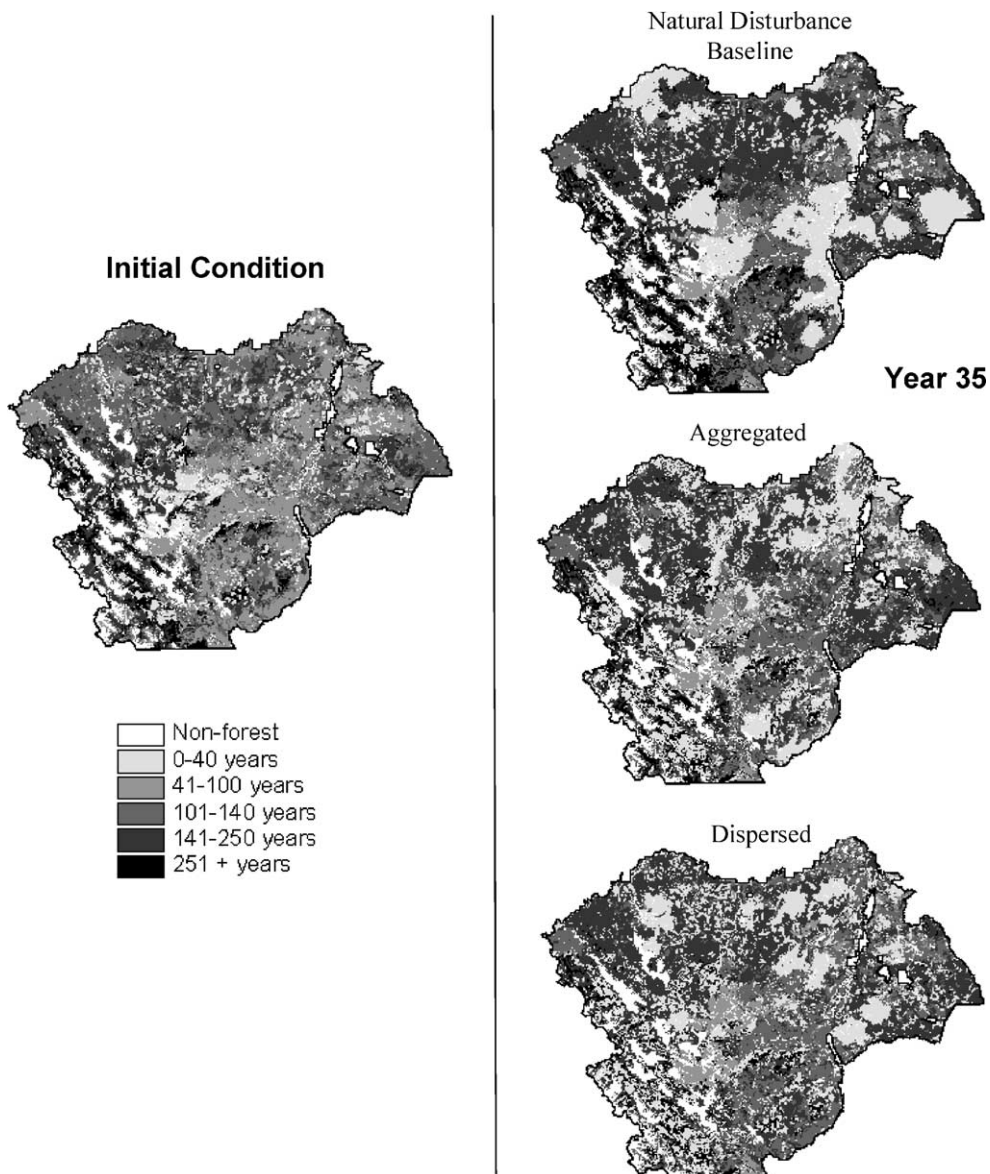 Initial Condition
Non-forest
0-40 years
41-100 years
101-140 years
141-250 years
251 + years
Natural Disturbance
Baseline
Year 35
Aggregated
Dispersed